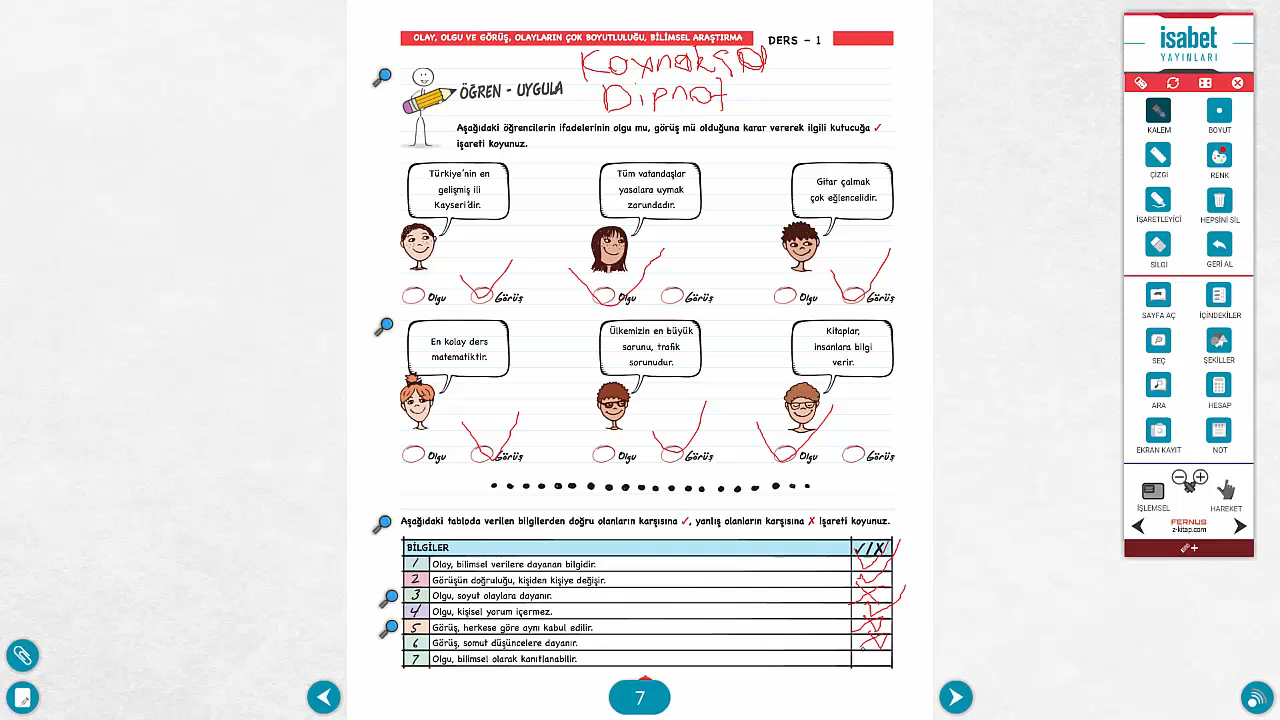 OLAY, OLGU VE GÖRÜŞ, OLAYLARIN ÇOK BOYUTLULUĞU, BİLİMSEL ARAŞTIRMA
DERS - 1
Dipnot
ÖĞREN - UYGULA
Aşağıdaki öğrencilerin ifadelerinin olgu mu, görüş mü olduğuna karar vererek ilgili kutucuğa ✓
işareti koyunuz.
Türkiye'nin en
gelişmiş ili
Kayseri'dir.
Olgu Görüş
Tüm vatandaşlar
yasalara uymak
zorundadır.
Olgu Görüş
Gitar çalmak
çok eğlencelidir.
Olgu Görüş
En kolay ders
matematiktir.
Olgu Görüş
Ülkemizin en büyük
sorunu, trafik
sorunudur.
Olgu Görüş
Kitaplar,
insanlara bilgi
verir.
Olgu Görüş
Aşağıdaki tabloda verilen bilgilerden doğru olanların karşısına ✓, yanlış olanların karşısına ✗ işareti koyunuz.
BİLGİLER ✓/✗
1 Olay, bilimsel verilere dayanan bilgidir.
2 Görüşün doğruluğu, kişiden kişiye değişir.
3 Olgu, soyut olaylara dayanır.
4 Olgu, kişisel yorum içermez.
5 Görüş, herkese göre aynı kabul edilir.
6 Görüş, somut düşüncelere dayanır.
7 Olgu, bilimsel olarak kanıtlanabilir.
7
isabet
YAYINLARI
KALEM BOYUT
ÇİZGİ RENK
İŞARETLEYİCİ HEPSİNİ SİL
SİLGİ GERİ AL
SAYFA AÇ İÇİNDEKİLER
SEÇ ŞEKİLLER
ARA HESAP
EKRAN KAYIT NOT
İŞLEMSEL HAREKET
FERNUS
z-kitap.com